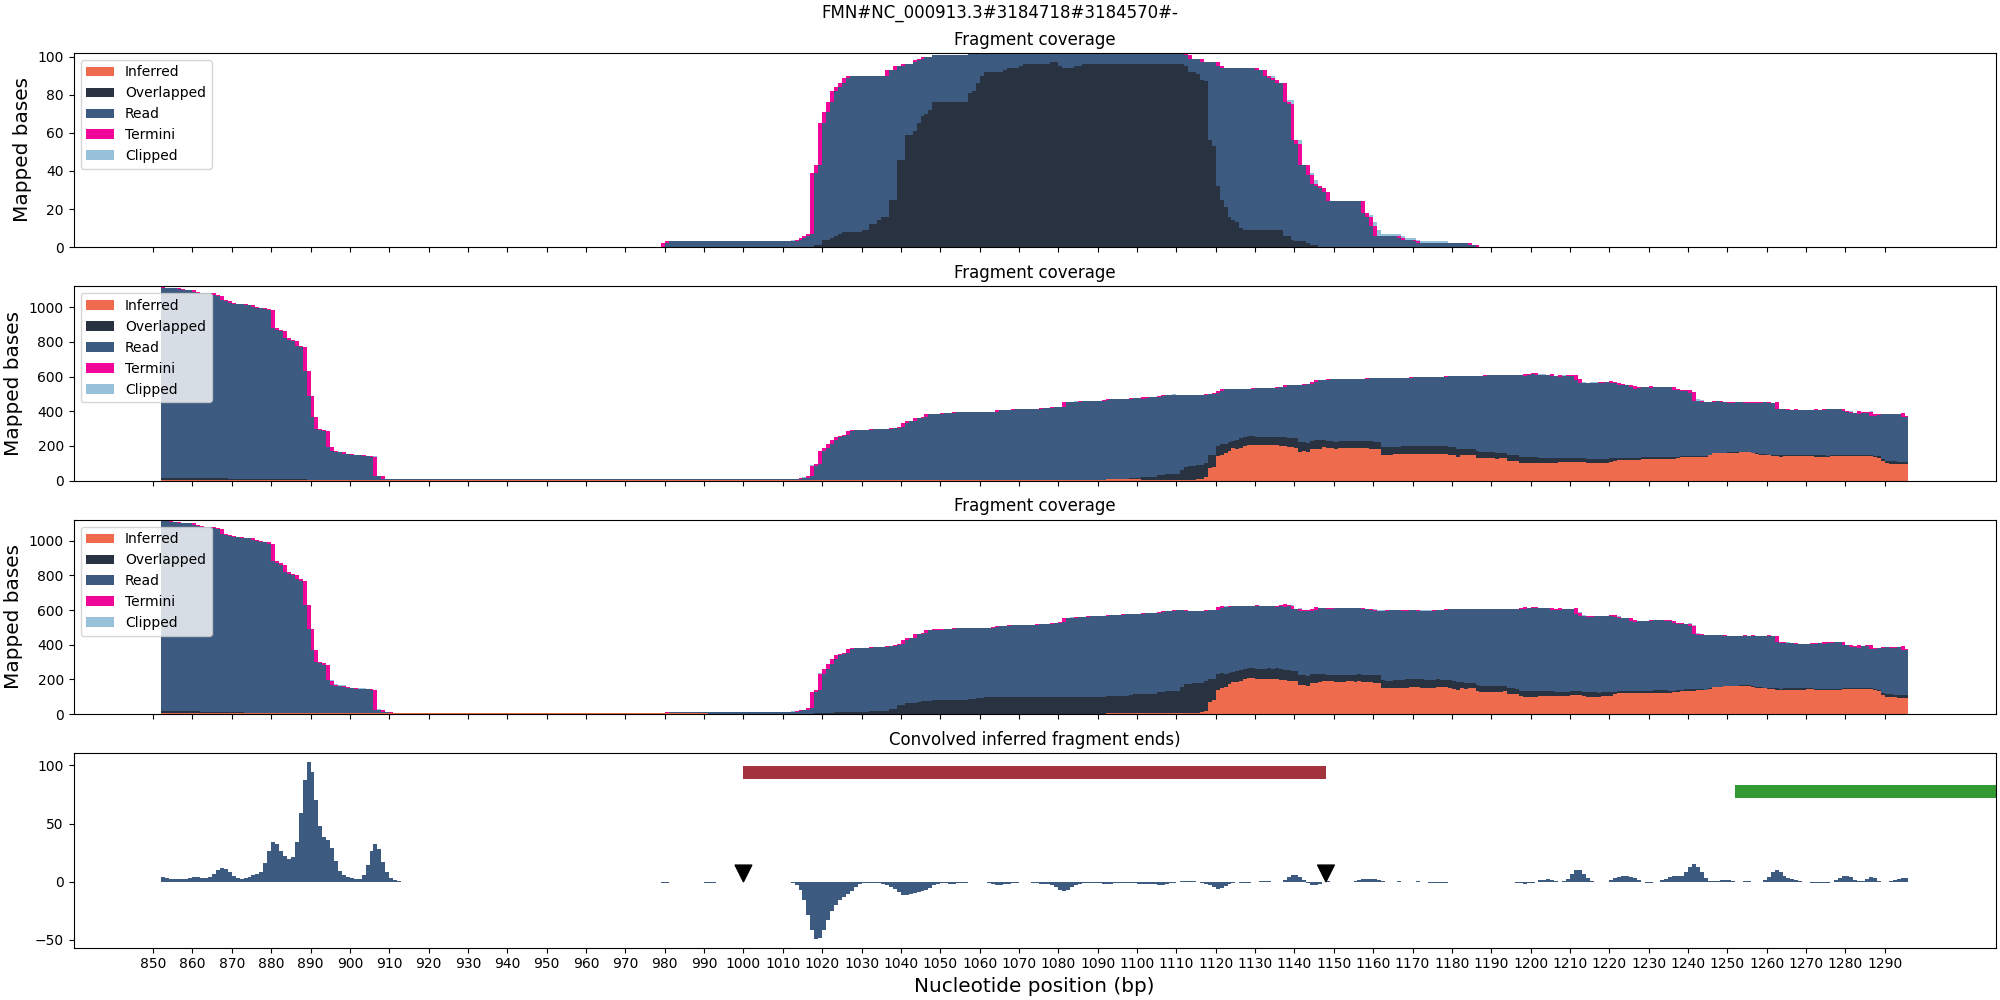 FMN#NC_000913.3#3184718#3184570#-
Fragment coverage
Mapped bases
100
80
60
40
20
0
Inferred
Overlapped
Read
Termini
Clipped
Fragment coverage
Mapped bases
1000
800
600
400
200
0
Inferred
Overlapped
Read
Termini
Clipped
Fragment coverage
Mapped bases
1000
800
600
400
200
0
Inferred
Overlapped
Read
Termini
Clipped
Convolved inferred fragment ends)
100
50
0
−50
850 860 870 880 890 900 910 920 930 940 950 960 970 980 990 1000 1010 1020 1030 1040 1050 1060 1070 1080 1090 1100 1110 1120 1130 1140 1150 1160 1170 1180 1190 1200 1210 1220 1230 1240 1250 1260 1270 1280 1290
Nucleotide position (bp)